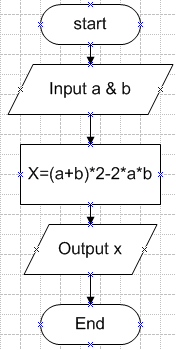 start
Input a & b
X=(a+b)*2-2*a*b
Output x
End